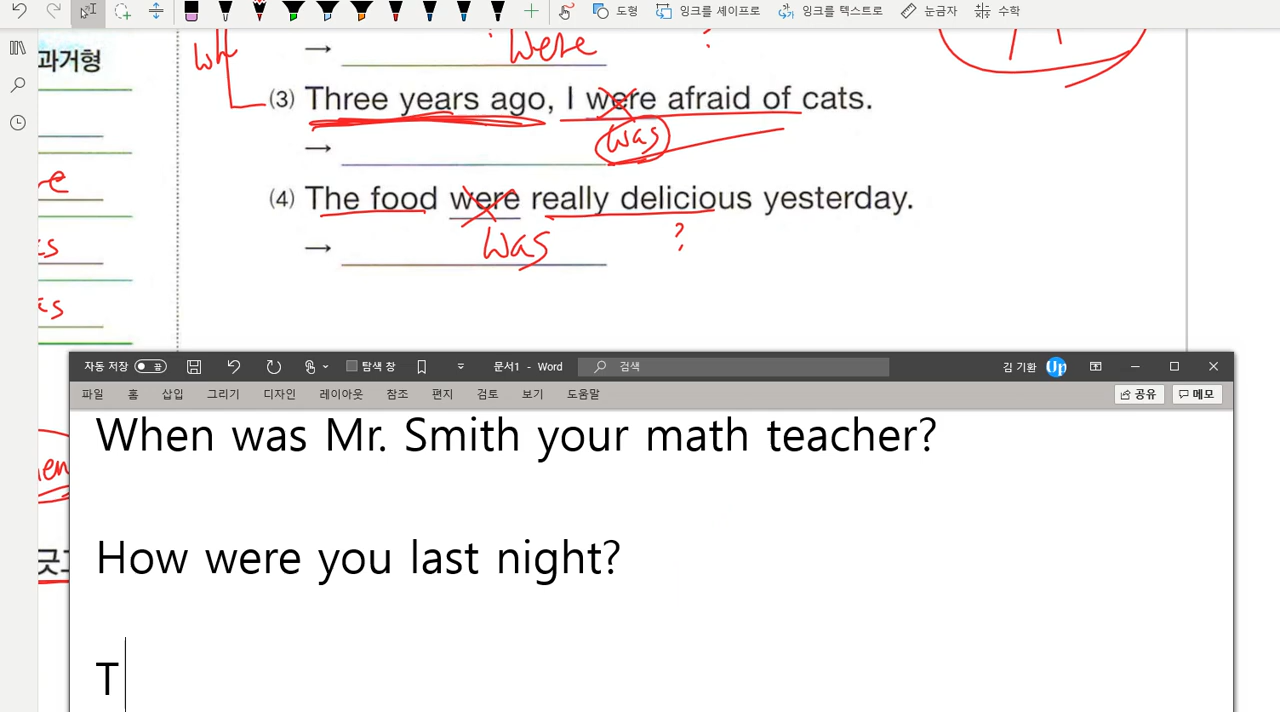 도형 잉크를 셰이프로 잉크를 텍스트로 눈금자 수학
과거형
→ were ?
(3) Three years ago, I were afraid of cats.
→ was
(4) The food were really delicious yesterday.
→ was ?
자동 저장 탐색 창 문서1 - Word 검색 김 기환 Up
파일 홈 삽입 그리기 디자인 레이아웃 참조 편지 검토 보기 도움말 공유 메모
When was Mr. Smith your math teacher?
How were you last night?
T